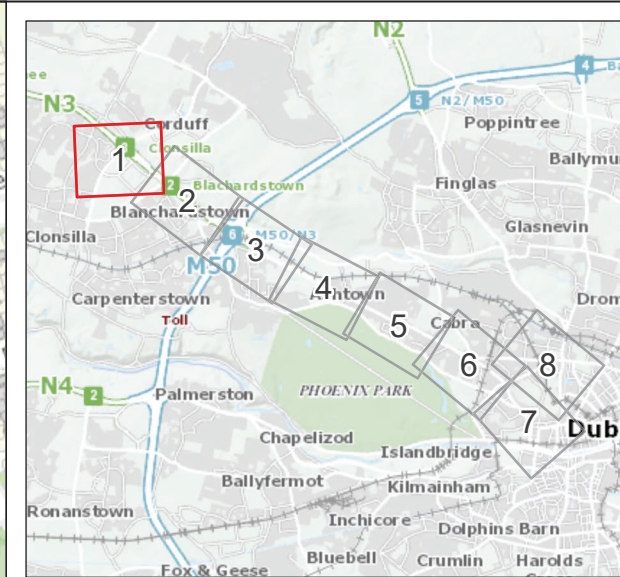 N2
4
Ba
ee
N3
5
N2/M50
Corduff
Poppintree
1
Clonsilla
Ballymu
2
Blachardstown
Finglas
2
Blanchardstown
Glasnevin
Clonsilla
6
M50/N3
3
M50
4
Ashtown
Carpenterstown
Drom
Toll
5
Cabra
6
8
N4
2
Palmerston
PHOENIX PARK
7
Dub
Chapelizod
Islandbridge
Ballyfermot
Kilmainham
Ronanstown
Inchicore
Dolphins Barn
Bluebell
Crumlin
Harolds
Fox & Geese